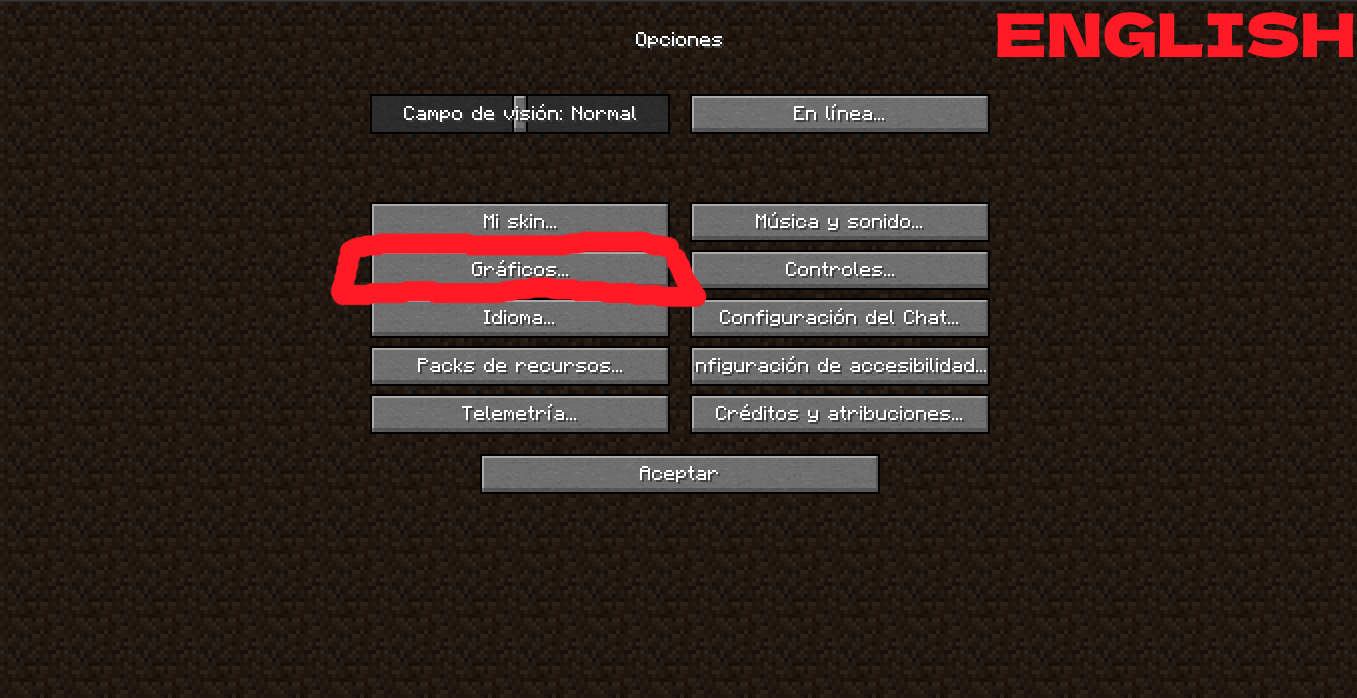 ENGLISH
Opciones
Campo de visión: Normal
En línea...
Mi skin...
Música y sonido...
Gráficos...
Controles...
Idioma...
Configuración del Chat...
Packs de recursos...
nfiguración de accesibilidad...
Telemetría...
Créditos y atribuciones...
Aceptar